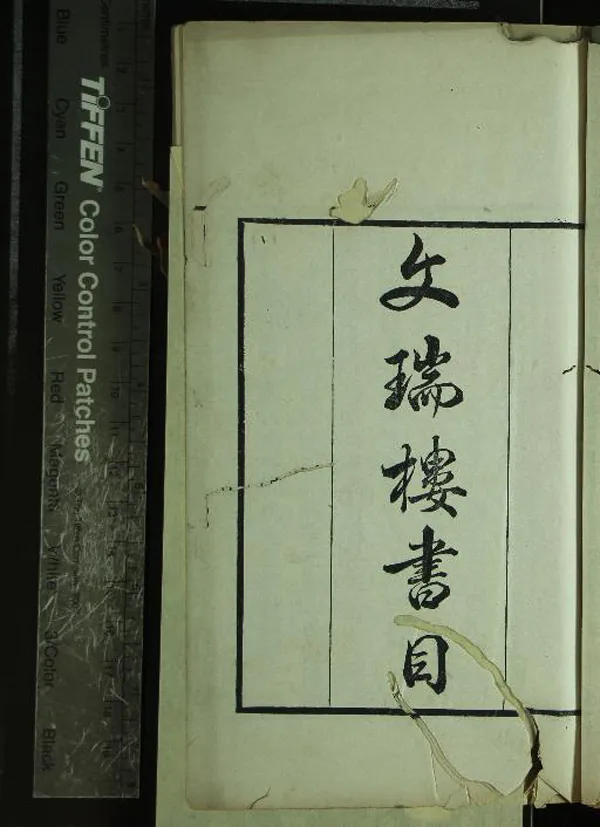 文瑞樓書目
TIFFEN Color Control Patches
Blue Cyan Green Yellow Red Magenta White 3/Color Black